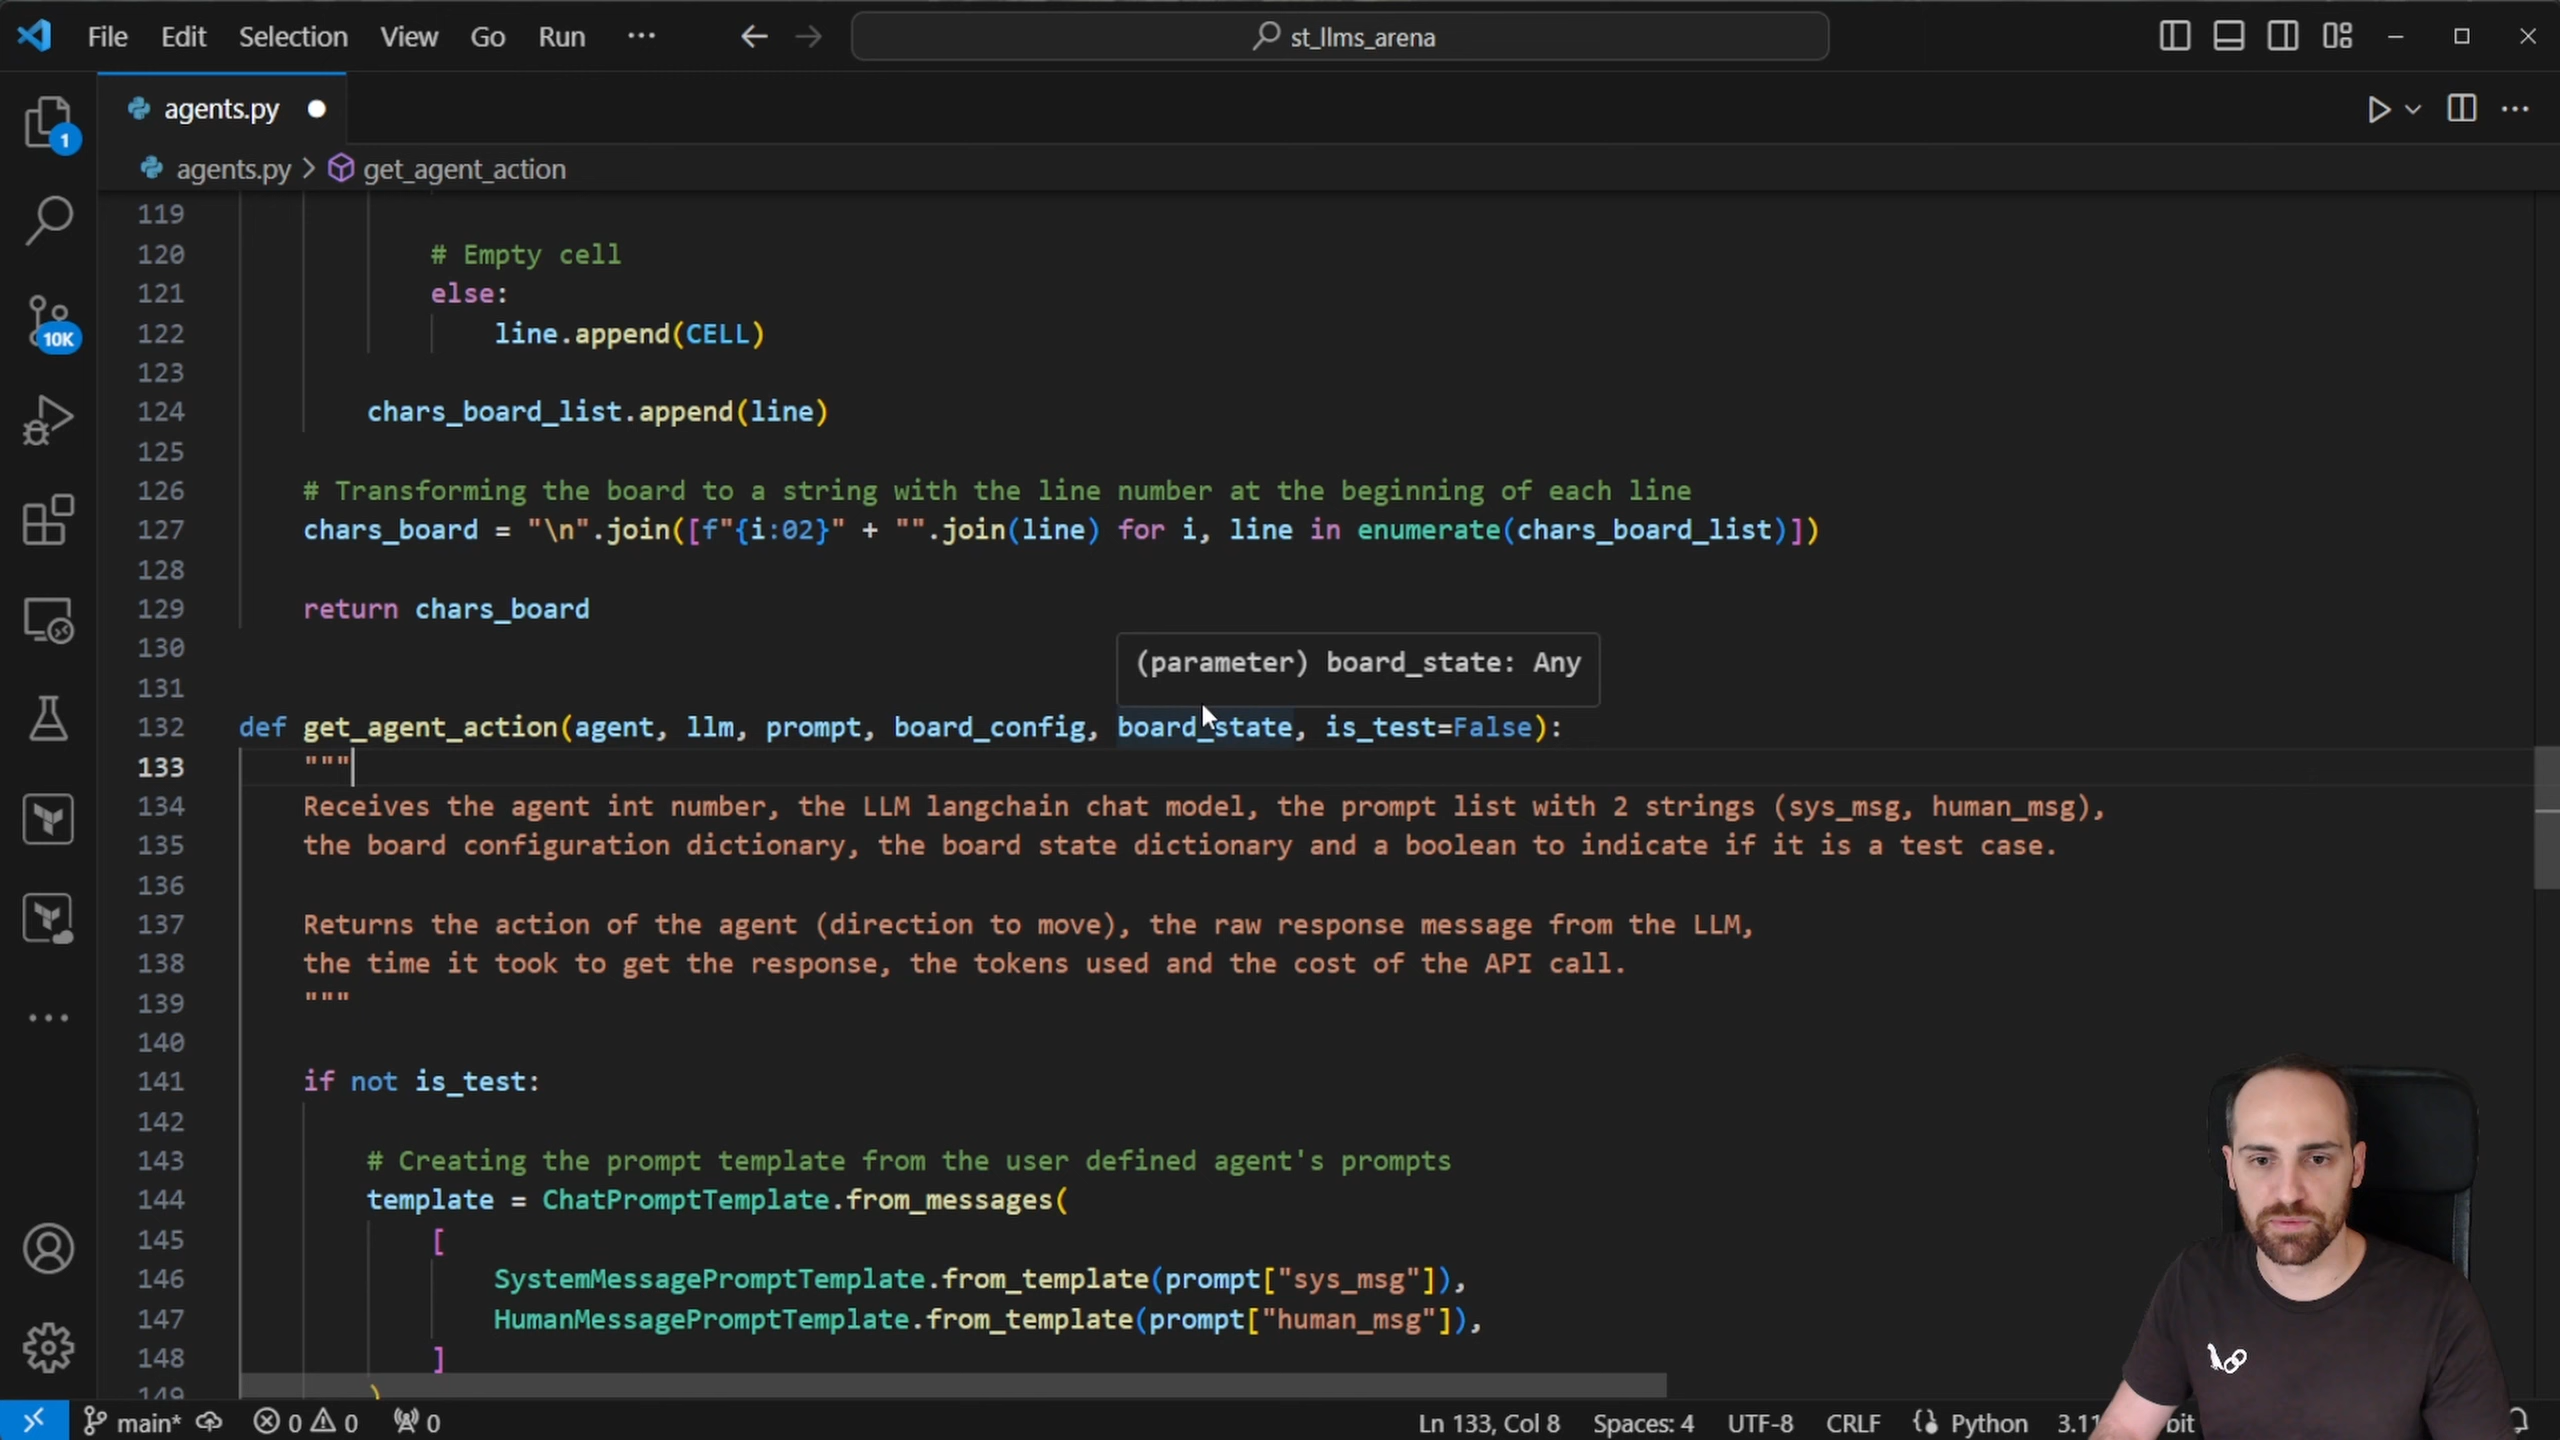 File Edit Selection View Go Run ··· st_llms_arena
agents.py
agents.py > get_agent_action
1
10K
119
120 # Empty cell
121 else:
122 line.append(CELL)
123
124 chars_board_list.append(line)
125
126 # Transforming the board to a string with the line number at the beginning of each line
127 chars_board = "\n".join([f"{i:02}" + "".join(line) for i, line in enumerate(chars_board_list)])
128
129 return chars_board
130
(parameter) board_state: Any
131
132 def get_agent_action(agent, llm, prompt, board_config, board_state, is_test=False):
133 """
134 Receives the agent int number, the LLM langchain chat model, the prompt list with 2 strings (sys_msg, human_msg),
135 the board configuration dictionary, the board state dictionary and a boolean to indicate if it is a test case.
136
137 Returns the action of the agent (direction to move), the raw response message from the LLM,
138 the time it took to get the response, the tokens used and the cost of the API call.
139 """
140
141 if not is_test:
142
143 # Creating the prompt template from the user defined agent's prompts
144 template = ChatPromptTemplate.from_messages(
145 [
146 SystemMessagePromptTemplate.from_template(prompt["sys_msg"]),
147 HumanMessagePromptTemplate.from_template(prompt["human_msg"]),
148 ]
149 )
main* 0 0 0 Ln 133, Col 8 Spaces: 4 UTF-8 CRLF Python